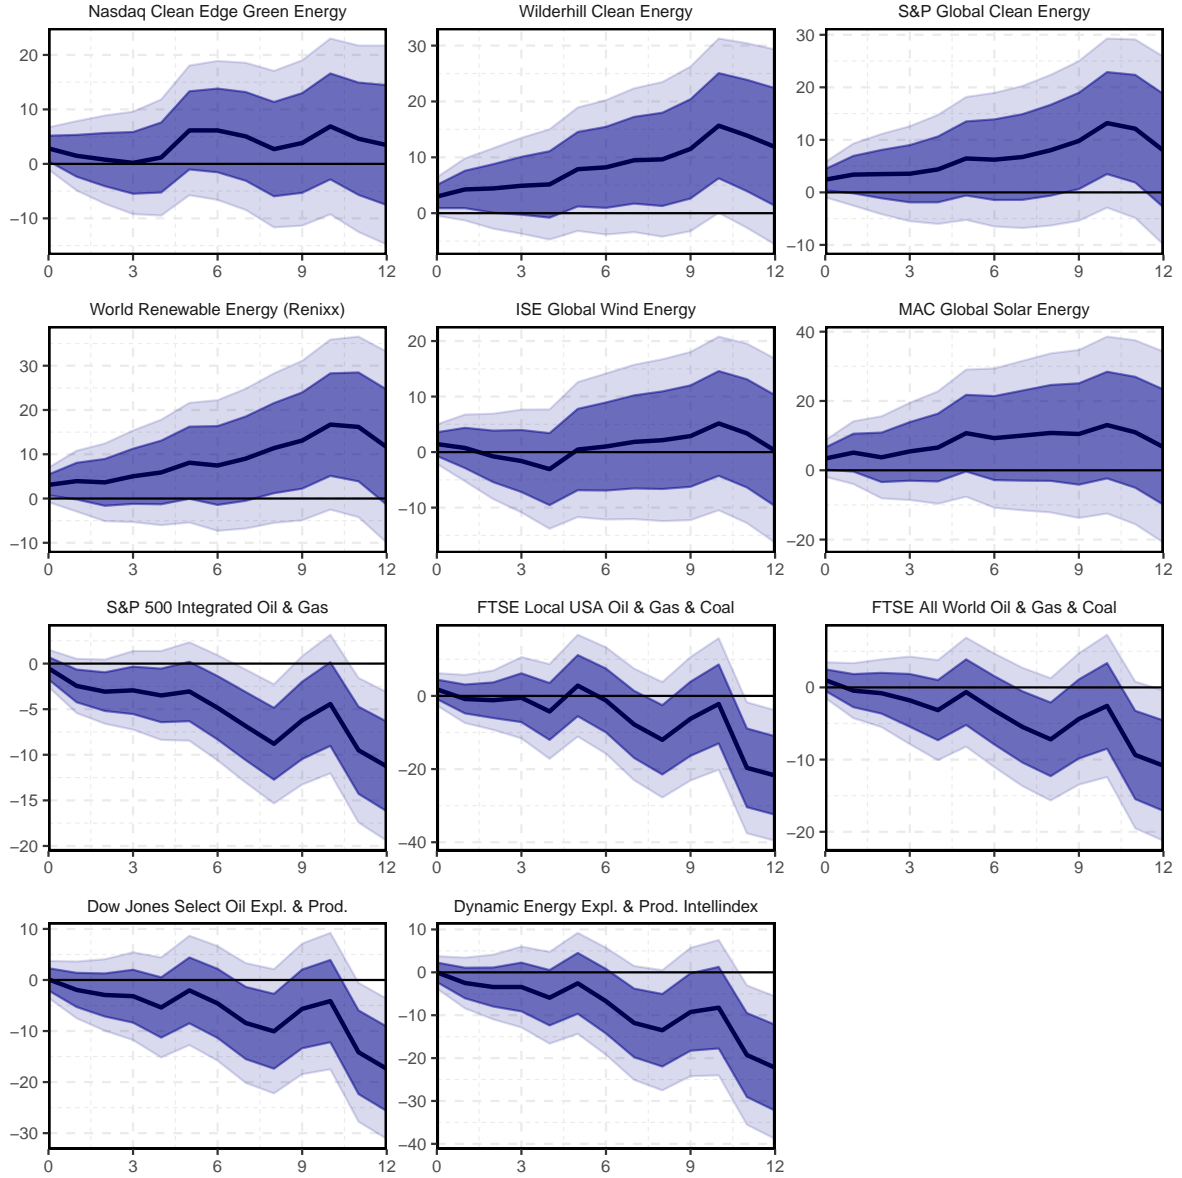 Nasdaq Clean Edge Green Energy
20
10
0
−10
0 3 6 9 12
Wilderhill Clean Energy
30
20
10
0
0 3 6 9 12
S&P Global Clean Energy
30
20
10
0
−10
0 3 6 9 12
World Renewable Energy (Renixx)
30
20
10
0
−10
0 3 6 9 12
ISE Global Wind Energy
20
10
0
−10
0 3 6 9 12
MAC Global Solar Energy
40
20
0
−20
0 3 6 9 12
S&P 500 Integrated Oil & Gas
0
−5
−10
−15
−20
0 3 6 9 12
FTSE Local USA Oil & Gas & Coal
0
−20
−40
0 3 6 9 12
FTSE All World Oil & Gas & Coal
0
−10
−20
0 3 6 9 12
Dow Jones Select Oil Expl. & Prod.
10
0
−10
−20
−30
0 3 6 9 12
Dynamic Energy Expl. & Prod. Intellindex
10
0
−10
−20
−30
−40
0 3 6 9 12